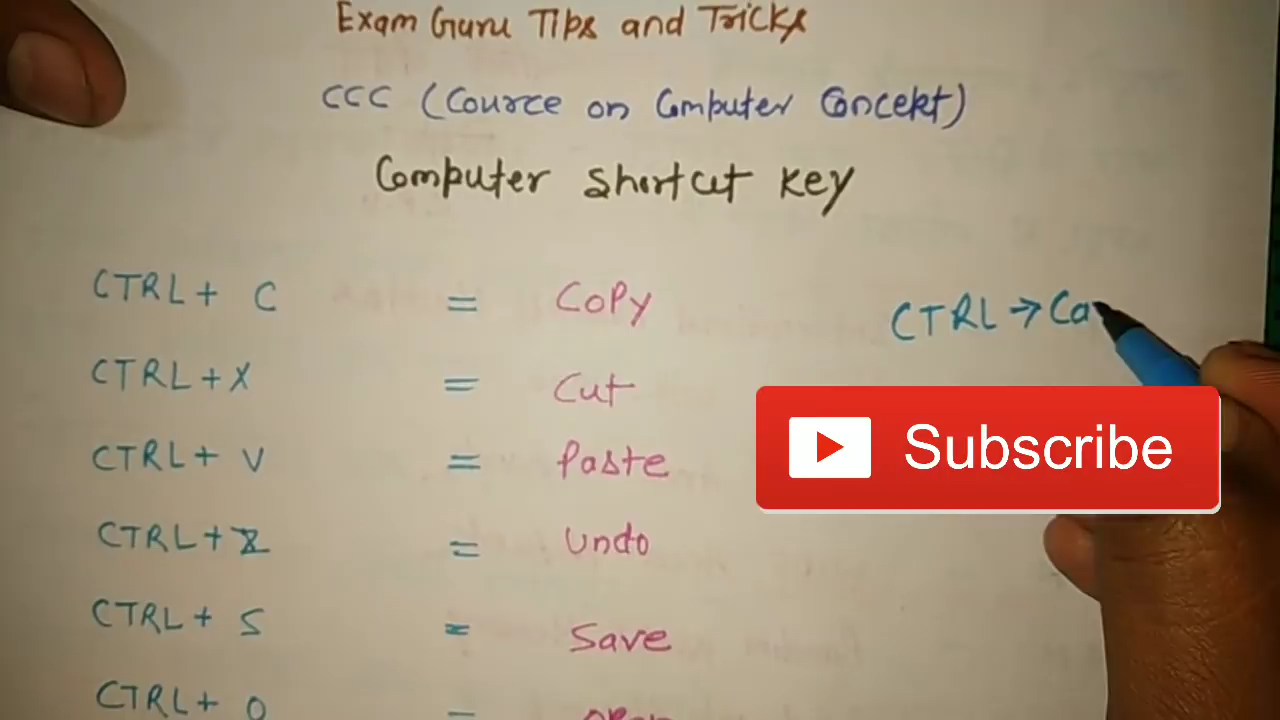 Exam Guru Tips and Tricks
CCC (Cource on Computer Concekt)
Computer shortcut key
CTRL+ C = Copy
CTRL → Ca
CTRL+X = Cut
CTRL+ V = Paste
Subscribe
CTRL+Z = Undo
CTRL+ S = Save
CTRL+ O = open